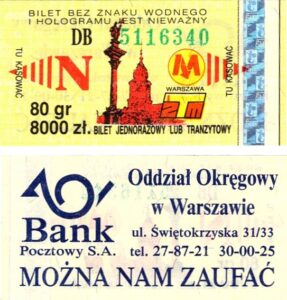 BILET BEZ ZNAKU WODNEGO
I HOLOGRAMU JEST NIEWAŻNY
DB 5116340
TU KASOWAĆ
N
M
WARSZAWA
ztm
TU KASOWAĆ
80 gr
8000 zł.
BILET JEDNORAZOWY LUB TRANZYTOWY
Bank
Pocztowy S.A.
Oddział Okręgowy
w Warszawie
ul. Świętokrzyska 31/33
tel. 27-87-21 30-00-25
MOŻNA NAM ZAUFAĆ